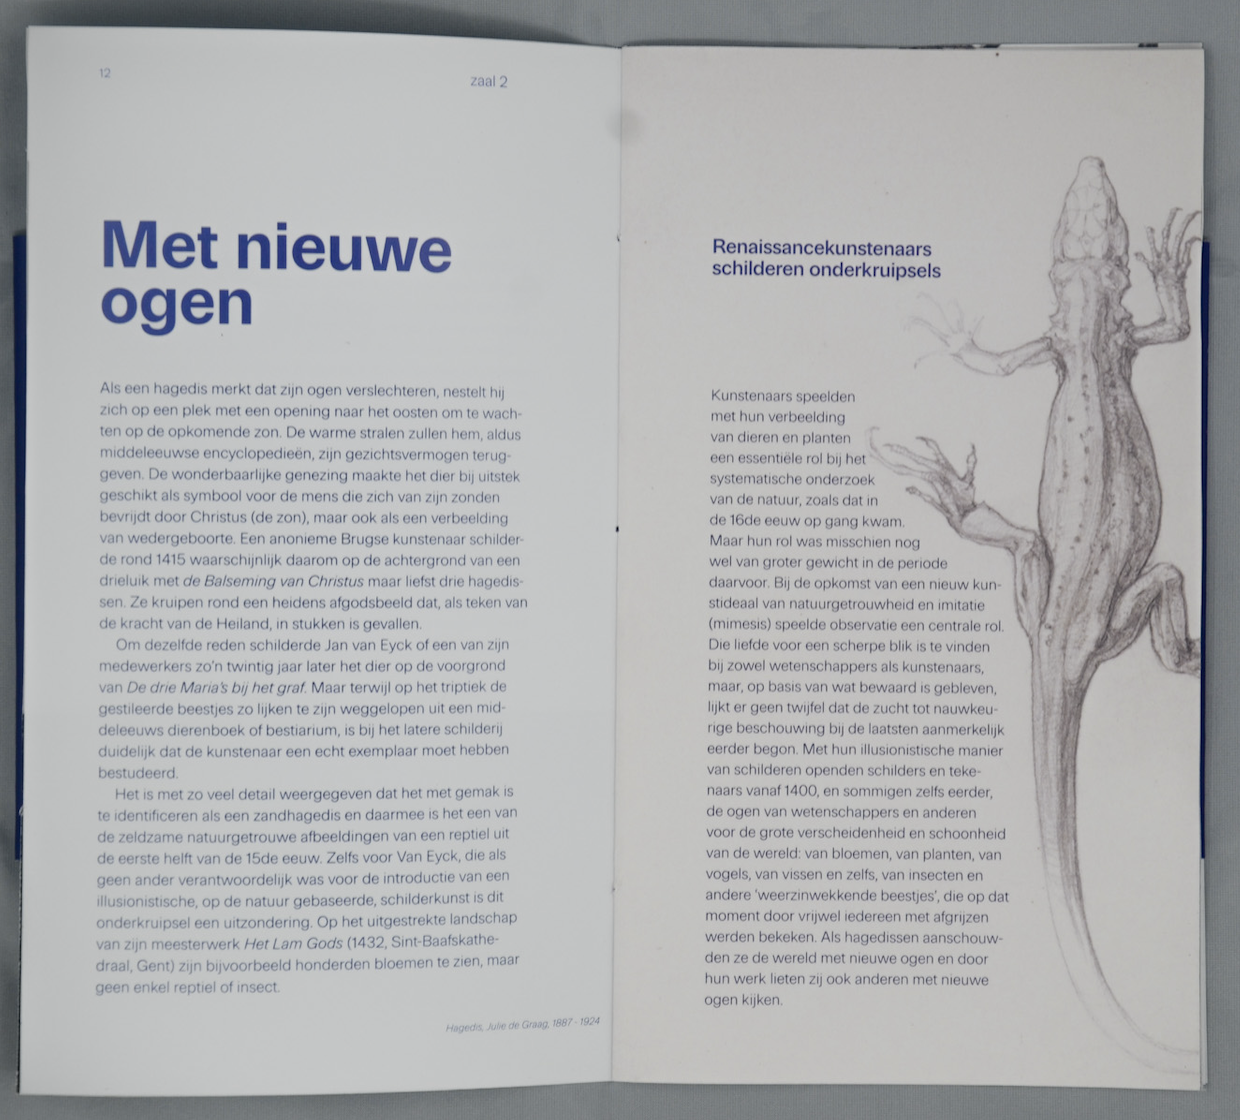 12
zaal 2
Met nieuwe
ogen
Als een hagedis merkt dat zijn ogen verslechteren, nestelt hij
zich op een plek met een opening naar het oosten om te wach-
ten op de opkomende zon. De warme stralen zullen hem, aldus
middeleeuwse encyclopedieën, zijn gezichtsvermogen terug-
geven. De wonderbaarlijke genezing maakte het dier bij uitstek
geschikt als symbool voor de mens die zich van zijn zonden
bevrijdt door Christus (de zon), maar ook als een verbeelding
van wedergeboorte. Een anonieme Brugse kunstenaar schilder-
de rond 1415 waarschijnlijk daarom op de achtergrond van een
drieluik met de Balseming van Christus maar liefst drie hagedis-
sen. Ze kruipen rond een heidens afgodsbeeld dat, als teken van
de kracht van de Heiland, in stukken is gevallen.
Om dezelfde reden schilderde Jan van Eyck of een van zijn
medewerkers zo'n twintig jaar later het dier op de voorgrond
van De drie Maria's bij het graf. Maar terwijl op het triptiek de
gestileerde beestjes zo lijken te zijn weggelopen uit een mid-
deleeuws dierenboek of bestiarium, is bij het latere schilderij
duidelijk dat de kunstenaar een echt exemplaar moet hebben
bestudeerd.
Het is met zo veel detail weergegeven dat het met gemak is
te identificeren als een zandhagedis en daarmee is het een van
de zeldzame natuurgetrouwe afbeeldingen van een reptiel uit
de eerste helft van de 15de eeuw. Zelfs voor Van Eyck, die als
geen ander verantwoordelijk was voor de introductie van een
illusionistische, op de natuur gebaseerde, schilderkunst is dit
onderkruipsel een uitzondering. Op het uitgestrekte landschap
van zijn meesterwerk Het Lam Gods (1432, Sint-Baafskathe-
draal, Gent) zijn bijvoorbeeld honderden bloemen te zien, maar
geen enkel reptiel of insect.
Hagedis, Julie de Graag, 1887 - 1924
Renaissancekunstenaars
schilderen onderkruipsels
Kunstenaars speelden
met hun verbeelding
van dieren en planten
een essentiële rol bij het
systematische onderzoek
van de natuur, zoals dat in
de 16de eeuw op gang kwam.
Maar hun rol was misschien nog
wel van groter gewicht in de periode
daarvoor. Bij de opkomst van een nieuw kun-
stideaal van natuurgetrouwheid en imitatie
(mimesis) speelde observatie een centrale rol.
Die liefde voor een scherpe blik is te vinden
bij zowel wetenschappers als kunstenaars,
maar, op basis van wat bewaard is gebleven,
lijkt er geen twijfel dat de zucht tot nauwkeu-
rige beschouwing bij de laatsten aanmerkelijk
eerder begon. Met hun illusionistische manier
van schilderen openden schilders en teke-
naars vanaf 1400, en sommigen zelfs eerder,
de ogen van wetenschappers en anderen
voor de grote verscheidenheid en schoonheid
van de wereld: van bloemen, van planten, van
vogels, van vissen en zelfs, van insecten en
andere 'weerzinwekkende beestjes', die op dat
moment door vrijwel iedereen met afgrijzen
werden bekeken. Als hagedissen aanschouw-
den ze de wereld met nieuwe ogen en door
hun werk lieten zij ook anderen met nieuwe
ogen kijken.